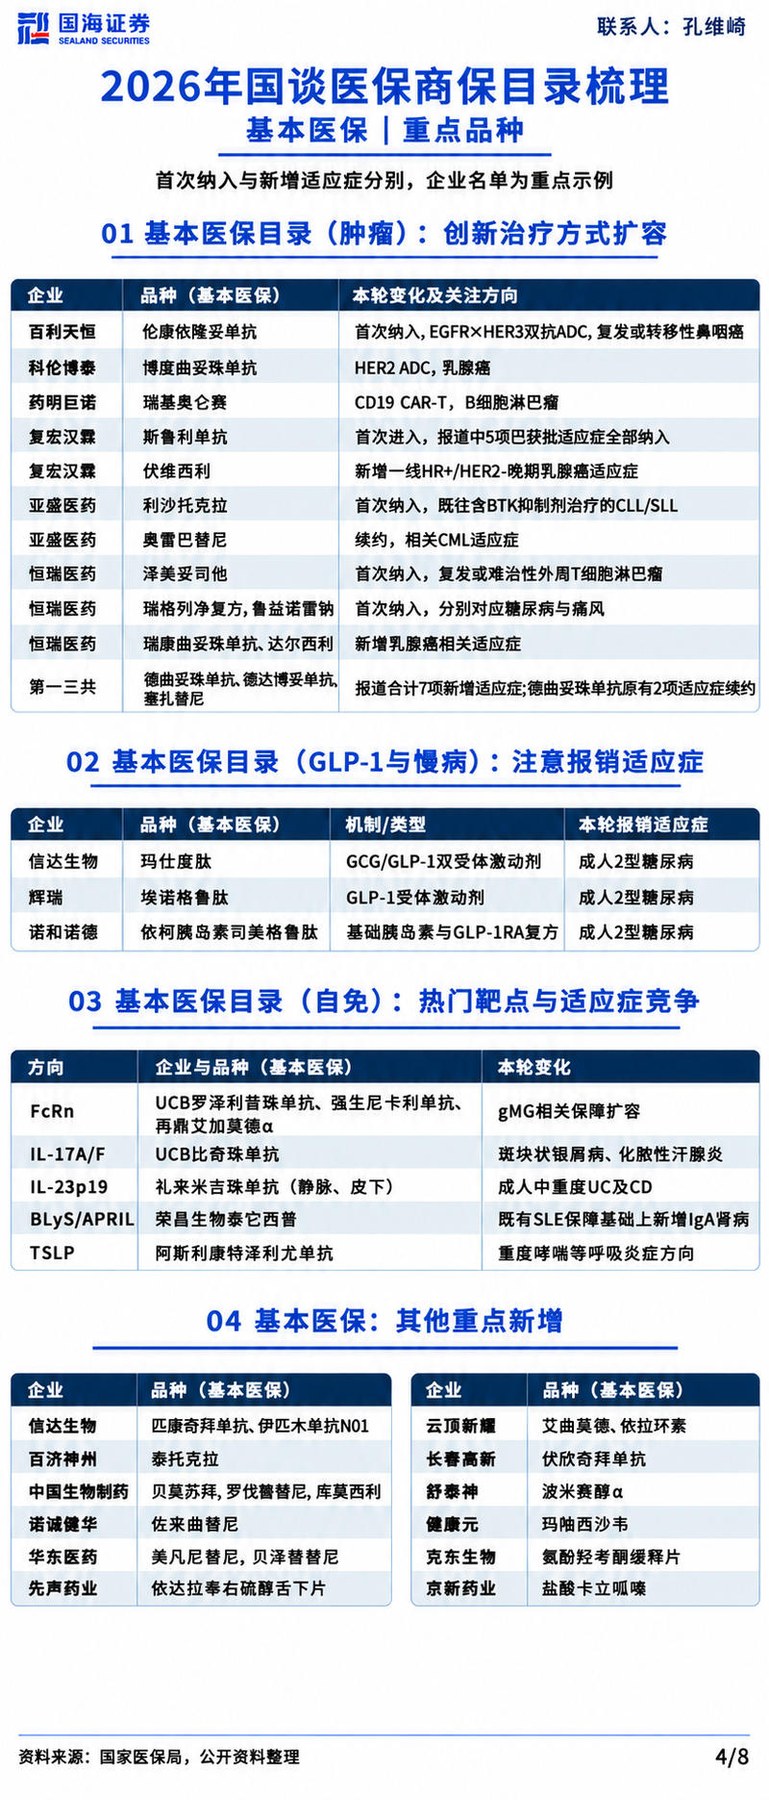 国海证券
SEALAND SECURITIES
联系人：孔维崎
2026年国谈医保商保目录梳理
基本医保｜重点品种
首次纳入与新增适应症分别，企业名单为重点示例
01 基本医保目录（肿瘤）：创新治疗方式扩容
企业 品种（基本医保） 本轮变化及关注方向
百利天恒 伦康依隆妥单抗 首次纳入, EGFR×HER3双抗ADC, 复发或转移性鼻咽癌
科伦博泰 博度曲妥珠单抗 HER2 ADC, 乳腺癌
药明巨诺 瑞基奥仑赛 CD19 CAR-T，B细胞淋巴瘤
复宏汉霖 斯鲁利单抗 首次进入，报道中5项已获批适应症全部纳入
复宏汉霖 伏维西利 新增一线HR+/HER2-晚期乳腺癌适应症
亚盛医药 利沙托克拉 首次纳入，既往含BTK抑制剂治疗的CLL/SLL
亚盛医药 奥雷巴替尼 续约，相关CML适应症
恒瑞医药 泽美妥司他 首次纳入，复发或难治性外周T细胞淋巴瘤
恒瑞医药 瑞格列净复方, 鲁益诺雷钠 首次纳入，分别对应糖尿病与痛风
恒瑞医药 瑞康曲妥珠单抗、达尔西利 新增乳腺癌相关适应症
第一三共 德曲妥珠单抗、德达博妥单抗,
塞扎替尼 报道合计7项新增适应症;德曲妥珠单抗原有2项适应症续约
02 基本医保目录（GLP-1与慢病）：注意报销适应症
企业 品种（基本医保） 机制/类型 本轮报销适应症
信达生物 玛仕度肽 GCG/GLP-1双受体激动剂 成人2型糖尿病
辉瑞 埃诺格鲁肽 GLP-1受体激动剂 成人2型糖尿病
诺和诺德 依柯胰岛素司美格鲁肽 基础胰岛素与GLP-1RA复方 成人2型糖尿病
03 基本医保目录（自免）：热门靶点与适应症竞争
方向 企业与品种（基本医保） 本轮变化
FcRn UCB罗泽利昔珠单抗、强生尼卡利单抗、
再鼎艾加莫德α gMG相关保障扩容
IL-17A/F UCB比奇珠单抗 斑块状银屑病、化脓性汗腺炎
IL-23p19 礼来米吉珠单抗（静脉、皮下） 成人中重度UC及CD
BLyS/APRIL 荣昌生物泰它西普 既有SLE保障基础上新增IgA肾病
TSLP 阿斯利康特泽利尤单抗 重度哮喘等呼吸炎症方向
04 基本医保：其他重点新增
企业 品种（基本医保） 企业 品种（基本医保）
信达生物 匹康奇拜单抗、伊匹木单抗N01 云顶新耀 艾曲莫德、依拉环素
百济神州 泰托克拉 长春高新 伏欣奇拜单抗
中国生物制药 贝莫苏拜, 罗伐替尼, 库莫西利 舒泰神 波米赛醇α
诺诚健华 佐来曲替尼 健康元 玛帕西沙韦
华东医药 美凡尼替尼, 贝泽替替尼 克东生物 氨酚羟考酮缓释片
先声药业 依达拉奉右硫醇舌下片 京新药业 盐酸卡立呱嗪
资料来源：国家医保局，公开资料整理
4/8